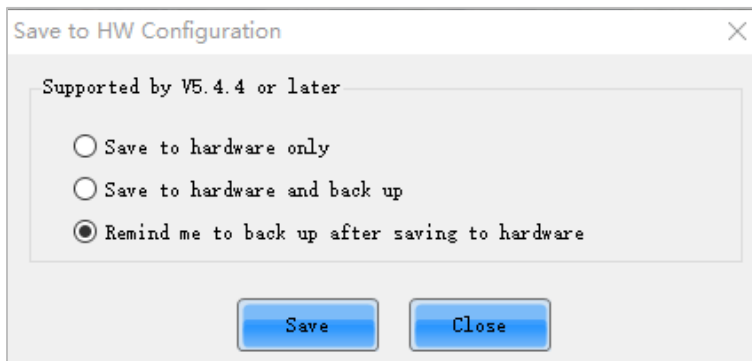 Save to HW Configuration
Supported by V5.4.4 or later
Save to hardware only
Save to hardware and back up
Remind me to back up after saving to hardware
Save Close